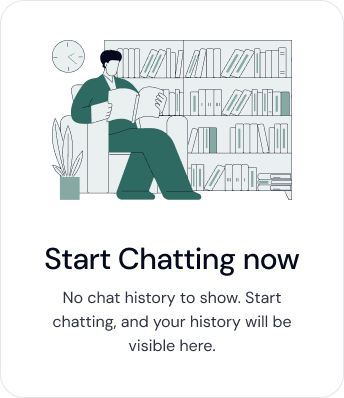 Start Chatting now
No chat history to show. Start
chatting, and your history will be
visible here.